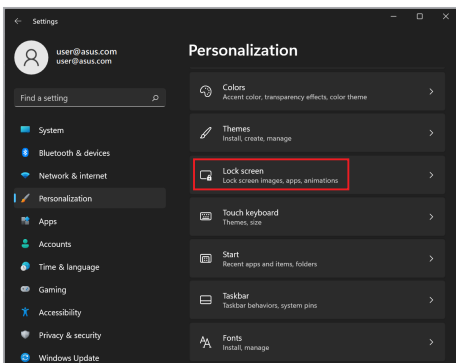 Settings
user@asus.com
user@asus.com
Find a setting
System
Bluetooth & devices
Network & internet
Personalization
Apps
Accounts
Time & language
Gaming
Accessibility
Privacy & security
Windows Update
Personalization
Colors
Accent color, transparency effects, color theme
Themes
Install, create, manage
Lock screen
Lock screen images, apps, animations
Touch keyboard
Themes, size
Start
Recent apps and items, folders
Taskbar
Taskbar behaviors, system pins
Fonts
Install, manage